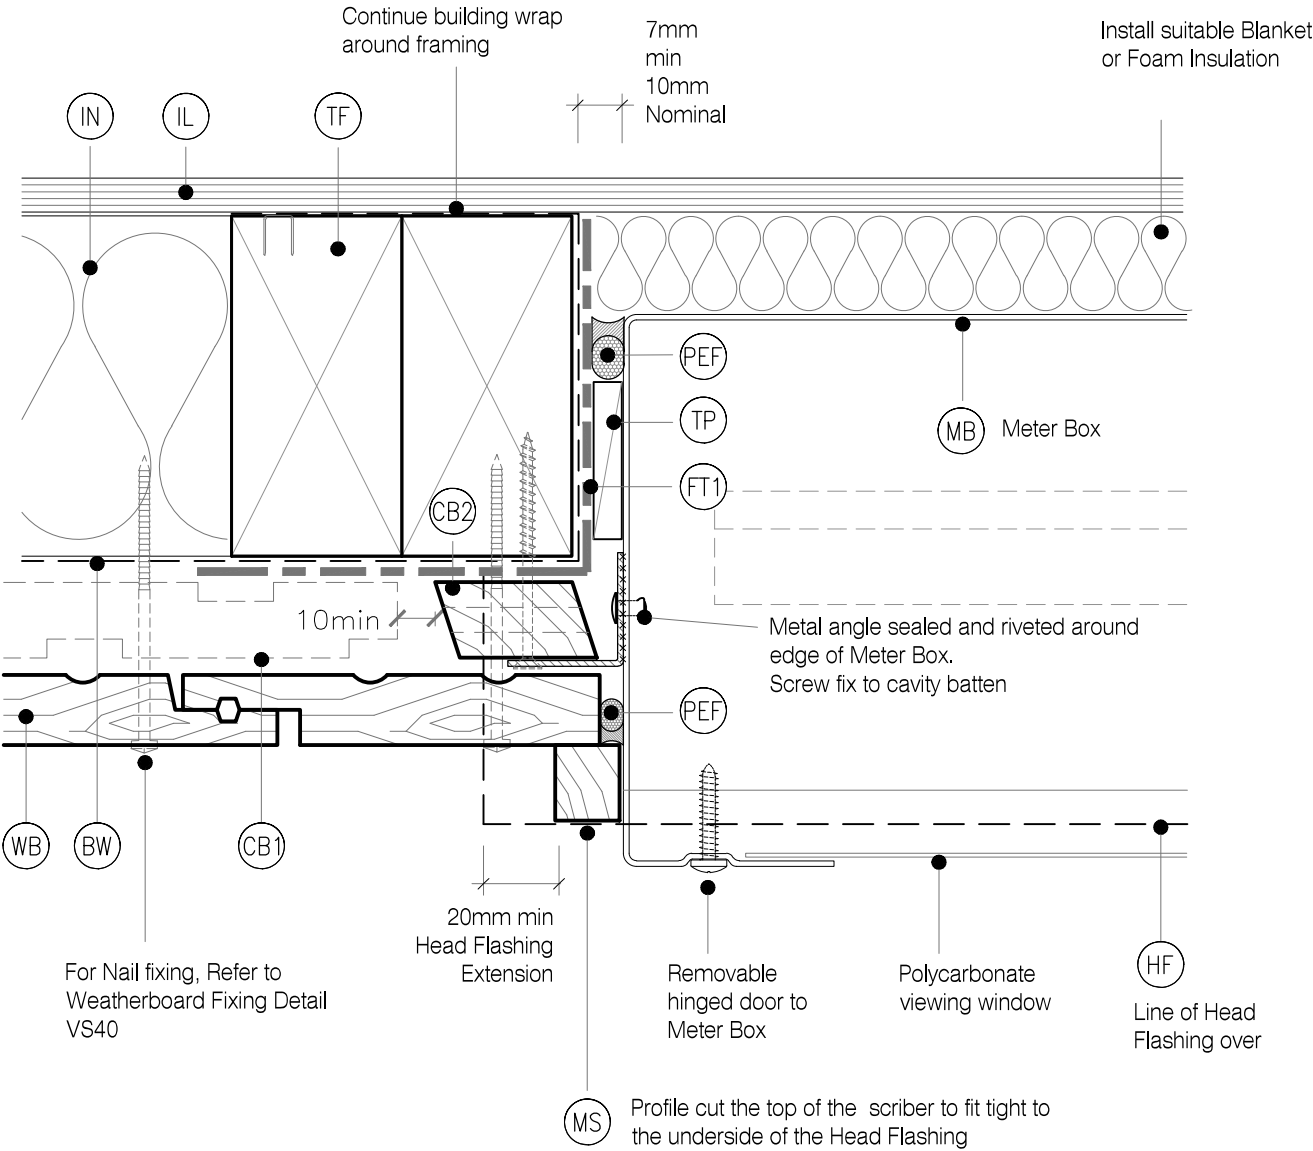 Continue building wrap
around framing
7mm
min
10mm
Nominal
Install suitable Blanket
or Foam Insulation
IN
IL
TF
PEF
TP
MB
Meter Box
FT1
CB2
10min
Metal angle sealed and riveted around
edge of Meter Box.
Screw fix to cavity batten
PEF
WB
BW
CB1
20mm min
Head Flashing
Extension
For Nail fixing, Refer to
Weatherboard Fixing Detail
VS40
Removable
hinged door to
Meter Box
Polycarbonate
viewing window
HF
Line of Head
Flashing over
MS
Profile cut the top of the scriber to fit tight to
the underside of the Head Flashing